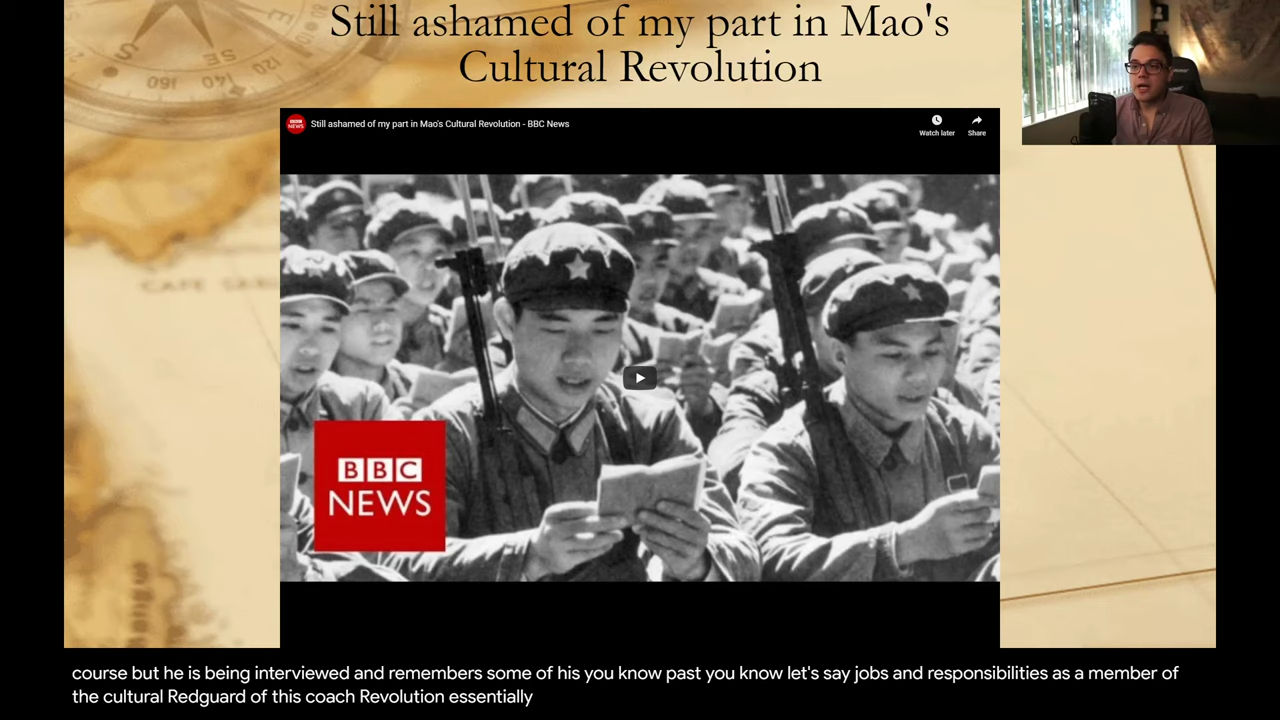 Still ashamed of my part in Mao's
Cultural Revolution
BBC
NEWS
Still ashamed of my part in Mao's Cultural Revolution - BBC News
Watch later
Share
BBC
NEWS
course but he is being interviewed and remembers some of his you know past you know let's say jobs and responsibilities as a member of
the cultural Redguard of this coach Revolution essentially